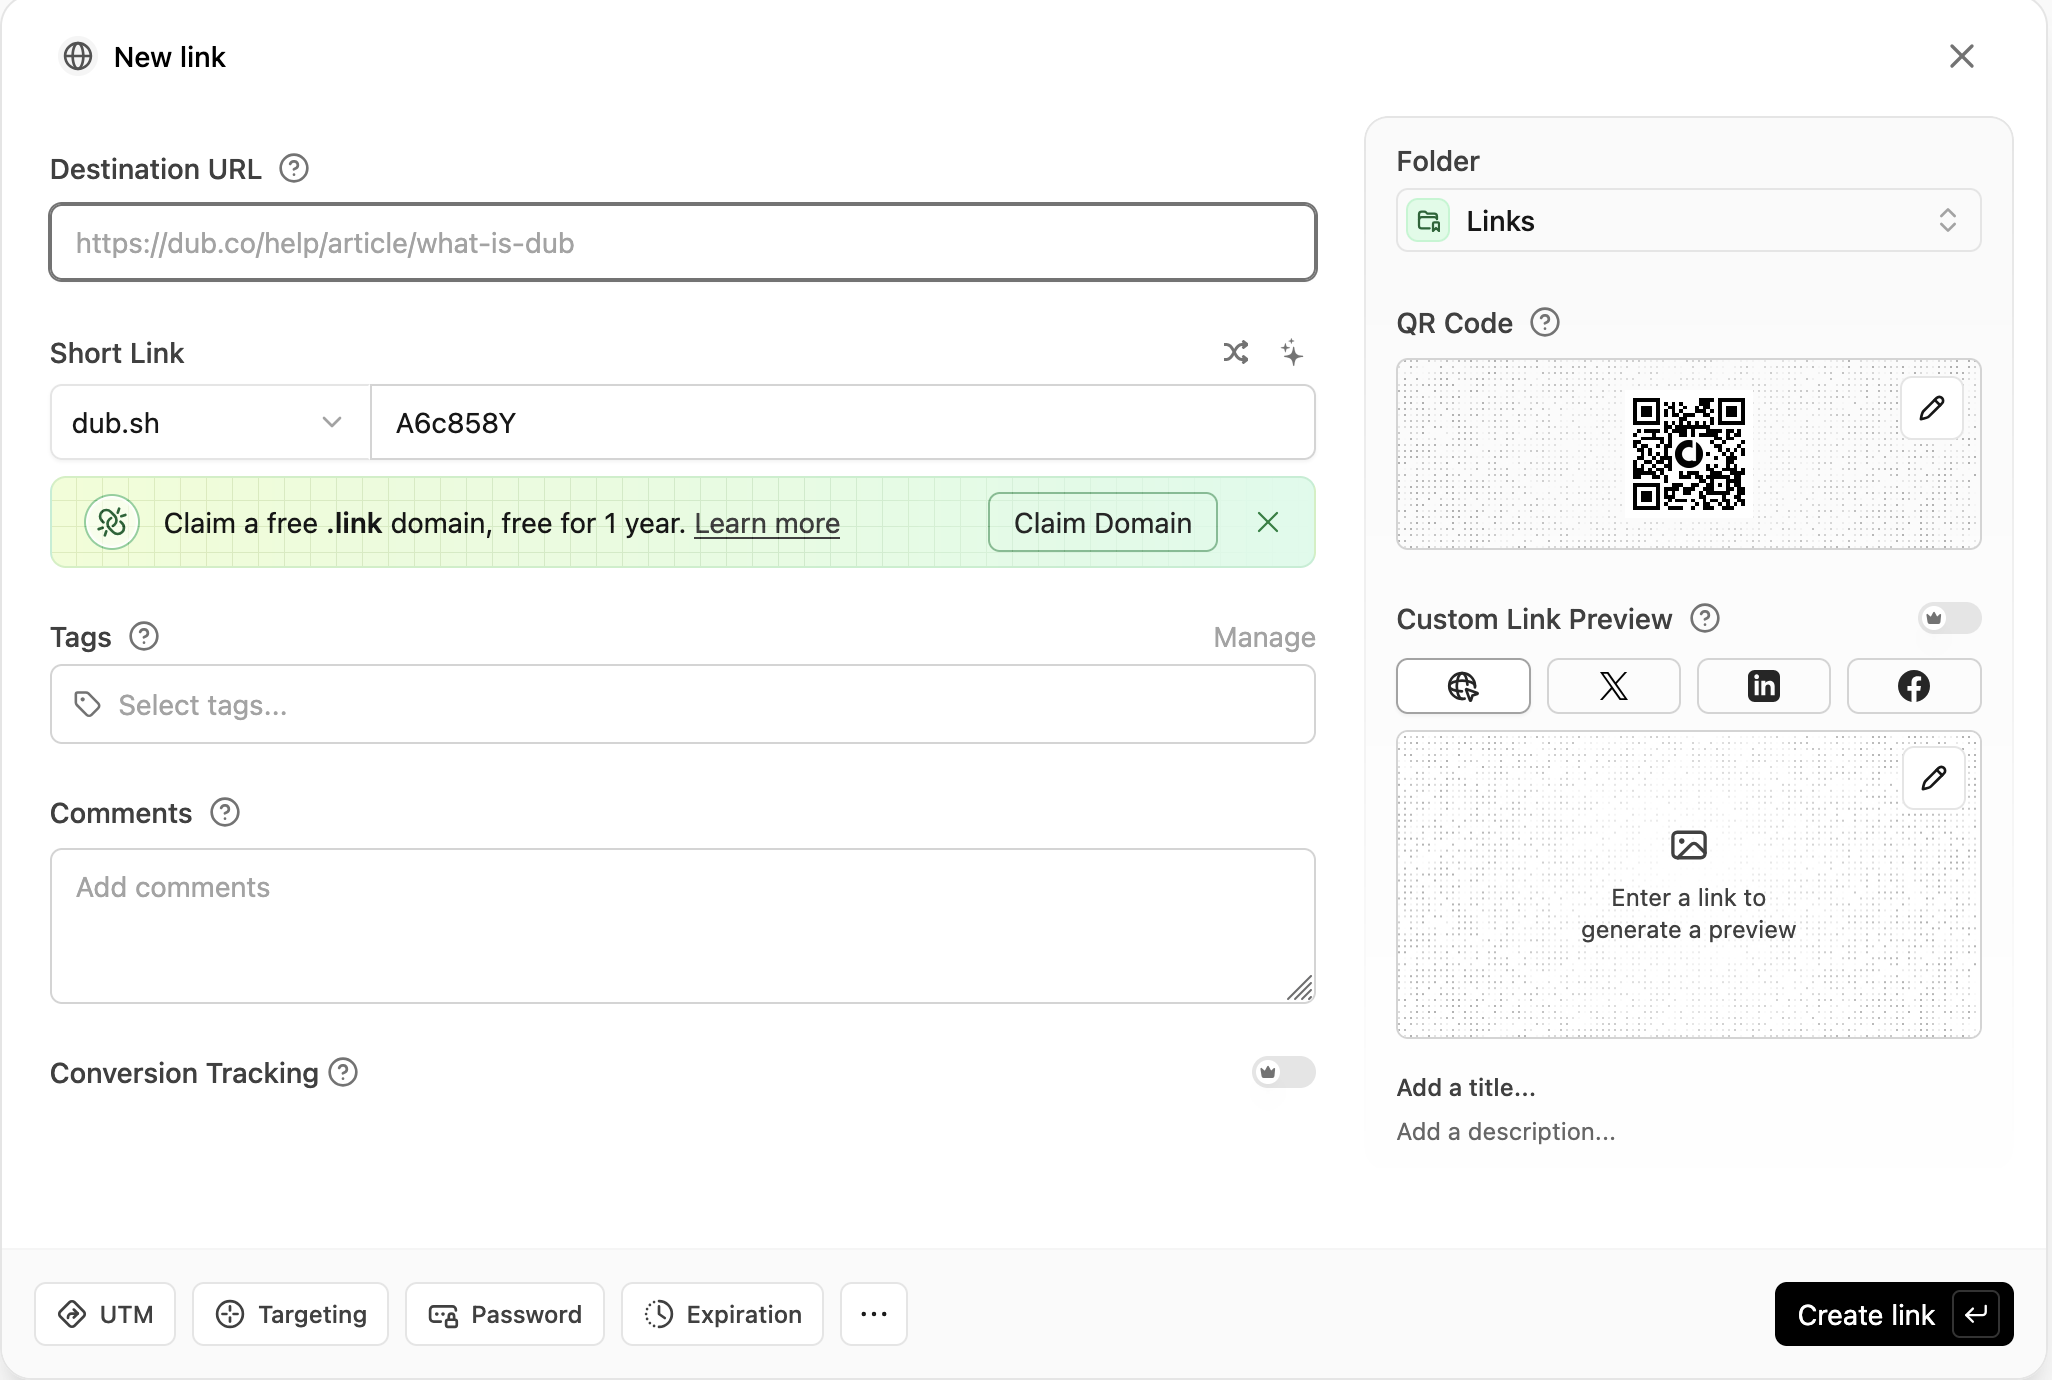 New link
Destination URL
https://dub.co/help/article/what-is-dub
Short Link
dub.sh
A6c858Y
Claim a free .link domain, free for 1 year. Learn more
Claim Domain
Tags
Manage
Select tags...
Comments
Add comments
Conversion Tracking
Folder
Links
QR Code
Custom Link Preview
Enter a link to
generate a preview
Add a title...
Add a description...
UTM
Targeting
Password
Expiration
Create link